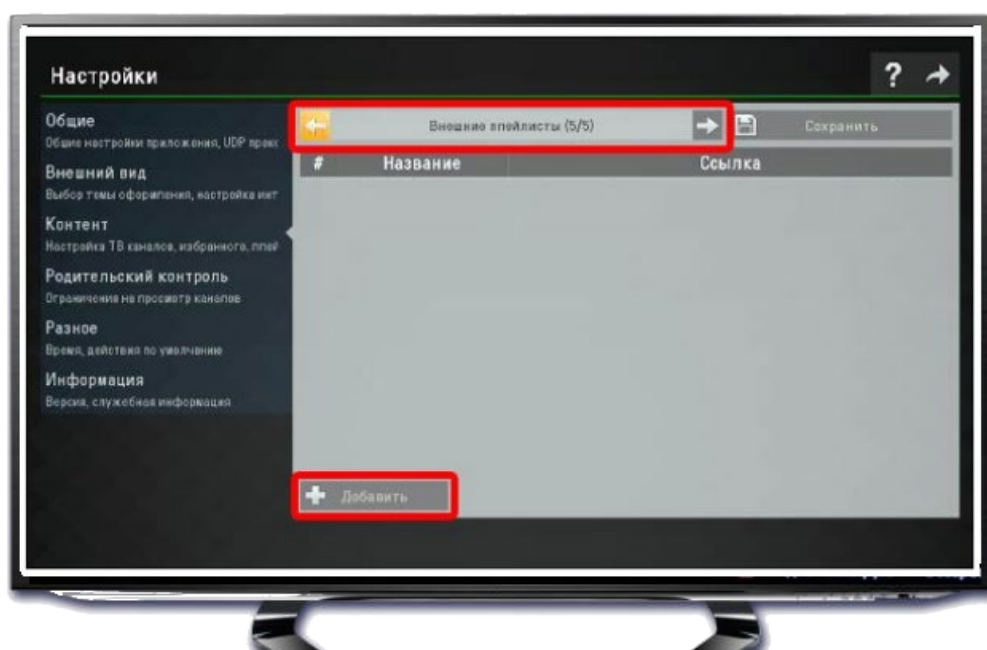 Настройки
?
Общие
Общие настройки приложения, UDP прокс
Внешний вид
Выбор темы оформления, настройка инт
Контент
Настройка ТВ каналов, избранного, плей
Родительский контроль
Ограничения на просмотр каналов
Разное
Время, действия по умолчанию
Информация
Версия, служебная информация
Внешние плейлисты (5/5)
Сохранить
# Название Ссылка
Добавить